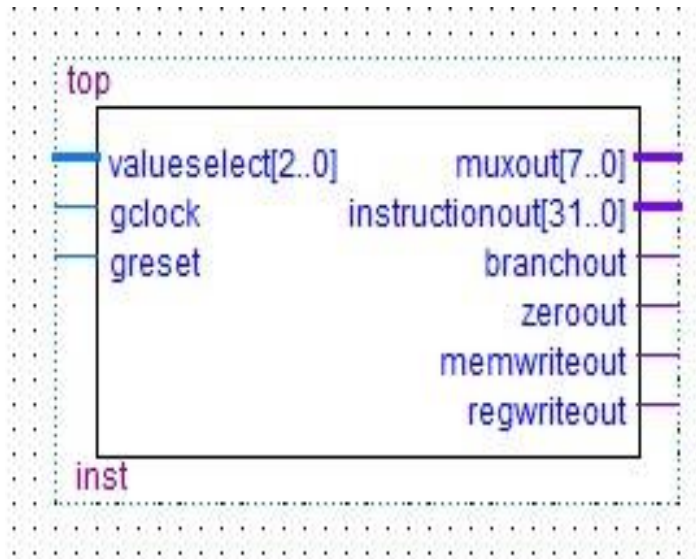 top
valueselect[2..0] muxout[7..0]
gclock instructionout[31..0]
greset branchout
zeroout
memwriteout
regwriteout
inst